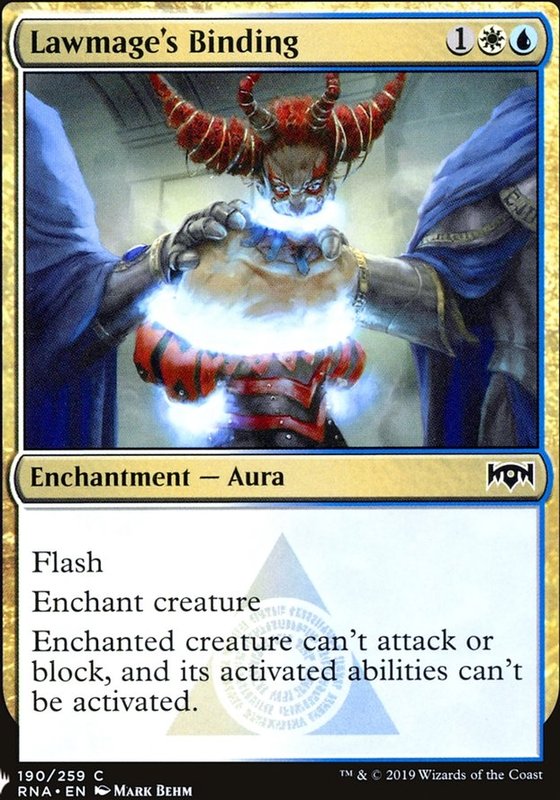 Lawmage's Binding
1
Enchantment — Aura
Flash
Enchant creature
Enchanted creature can't attack or
block, and its activated abilities can't
be activated.
190/259 C
RNA • EN Mark Behm
™ & © 2019 Wizards of the Coast